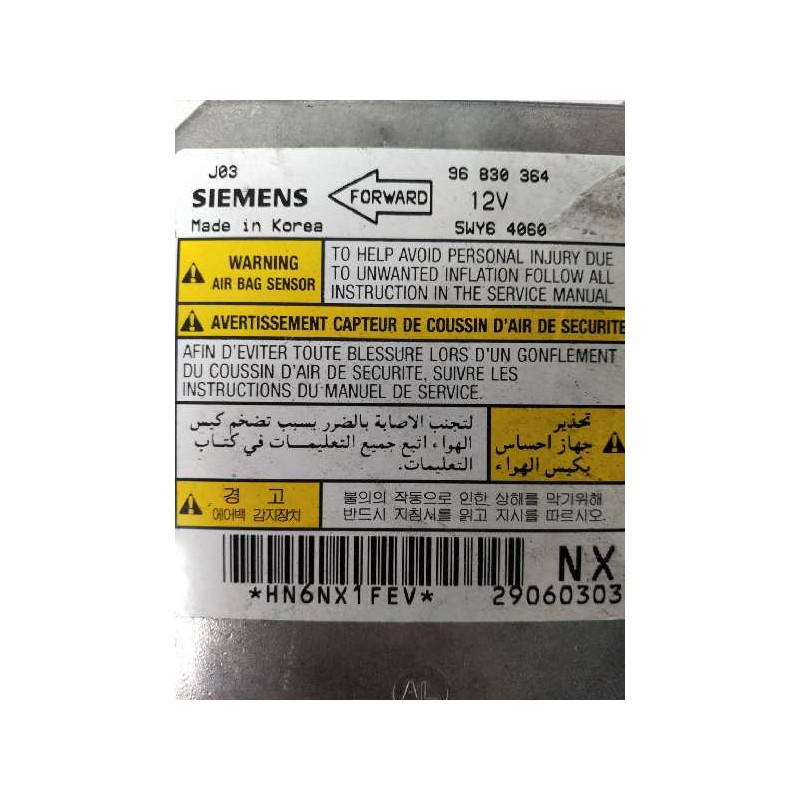 J03
SIEMENS
Made in Korea
FORWARD
96 830 364
12V
5WY6 4060
WARNING
AIR BAG SENSOR
TO HELP AVOID PERSONAL INJURY DUE
TO UNWANTED INFLATION FOLLOW ALL
INSTRUCTION IN THE SERVICE MANUAL
AVERTISSEMENT CAPTEUR DE COUSSIN D'AIR DE SECURITE
AFIN D'EVITER TOUTE BLESSURE LORS D'UN GONFLEMENT
DU COUSSIN D'AIR DE SECURITE, SUIVRE LES
INSTRUCTIONS DU MANUEL DE SERVICE.
تحذير
جهاز احساس
بكيس الهواء
لتجنب الاصابة بالضرر بسبب تضخم كيس
الهواء اتبع جميع التعليمات في كتاب
التعليمات.
경 고
에어백 감지장치
불의의 작동으로 인한 상해를 막기위해
반드시 지침서를 읽고 지시를 따르시오.
NX
*HN6NX1FEV*
29060303
AL